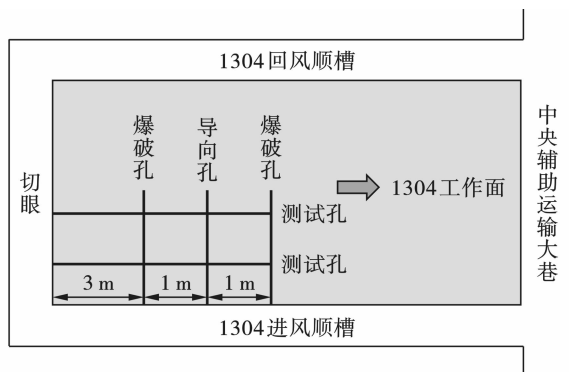 1304回风顺槽
爆破孔
导向孔
爆破孔
中央辅助运输大巷
切眼
1304工作面
测试孔
测试孔
3 m
1 m
1 m
1304进风顺槽